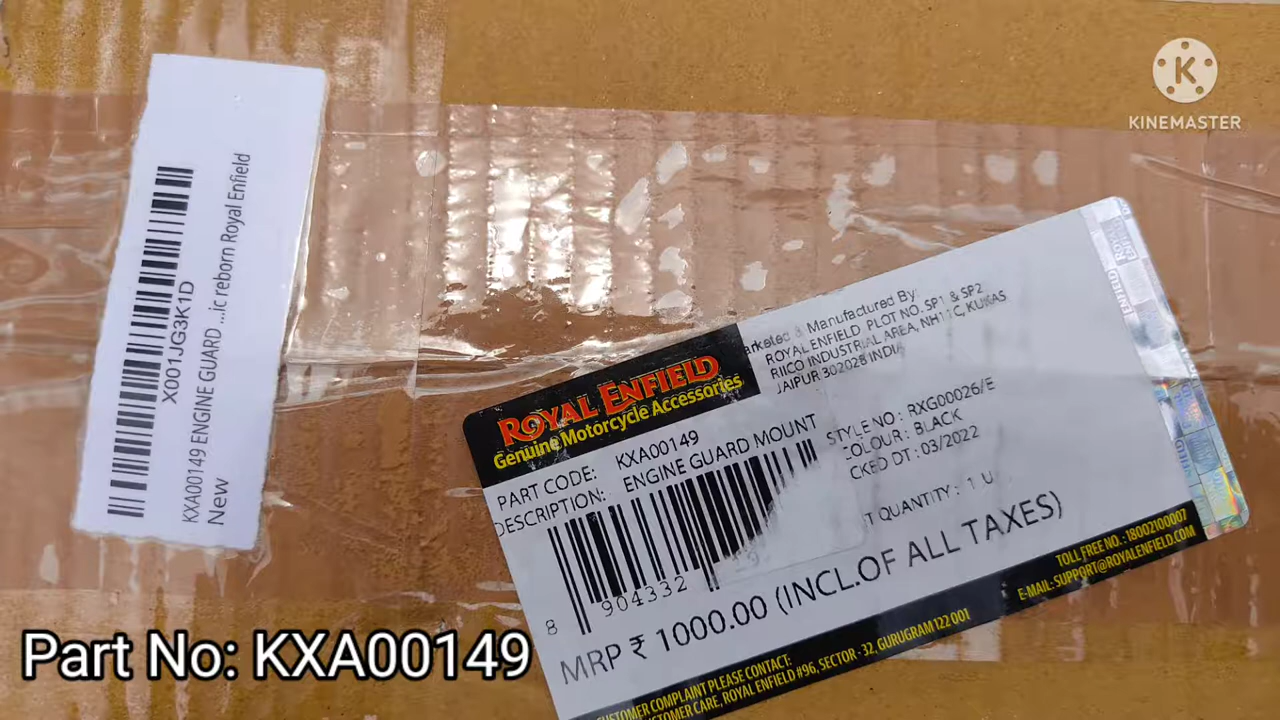 KINEMASTER
X001JG3K1D
KXA00149 ENGINE GUARD ...ic reborn Royal Enfield
New
ROYAL ENFIELD
Genuine Motorcycle Accessories
& Manufactured By:
ROYAL ENFIELD PLOT NO. SP1 & SP2
RIICO INDUSTRIAL AREA, NH11C, KUKAS
JAIPUR 302028
PART CODE: KXA00149
DESCRIPTION: ENGINE GUARD MOUNT
STYLE NO : RXG00026/E
COLOUR : BLACK
CKED DT : 03/2022
T QUANTITY : 1 U
8 904332
MRP ₹ 1000.00 (INCL.OF ALL TAXES)
CUSTOMER COMPLAINT PLEASE CONTACT:
CUSTOMER CARE, ROYAL ENFIELD #96, SECTOR - 32, GURUGRAM 122 001
TOLL FREE NO. : 18002100007
E-MAIL: SUPPORT@ROYALENFIELD.COM
Part No: KXA00149